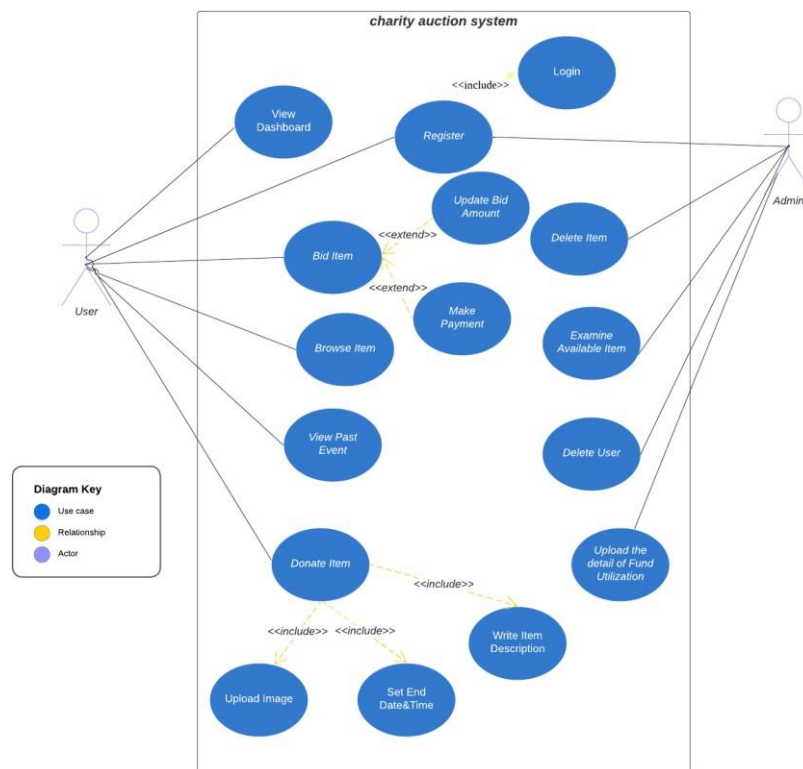 charity auction system
Login
<<include>>
View
Dashboard
Register
Admin
Update Bid
Amount
<<extend>>
Delete Item
Bid Item
User
<<extend>>
Make
Payment
Examine
Available Item
Browse Item
View Past
Event
Delete User
Diagram Key
Use case
Relationship
Actor
Donate Item
Upload the
detail of Fund
Utilization
<<include>>
<<include>>
<<include>>
Write Item
Description
Upload Image
Set End
Date&Time